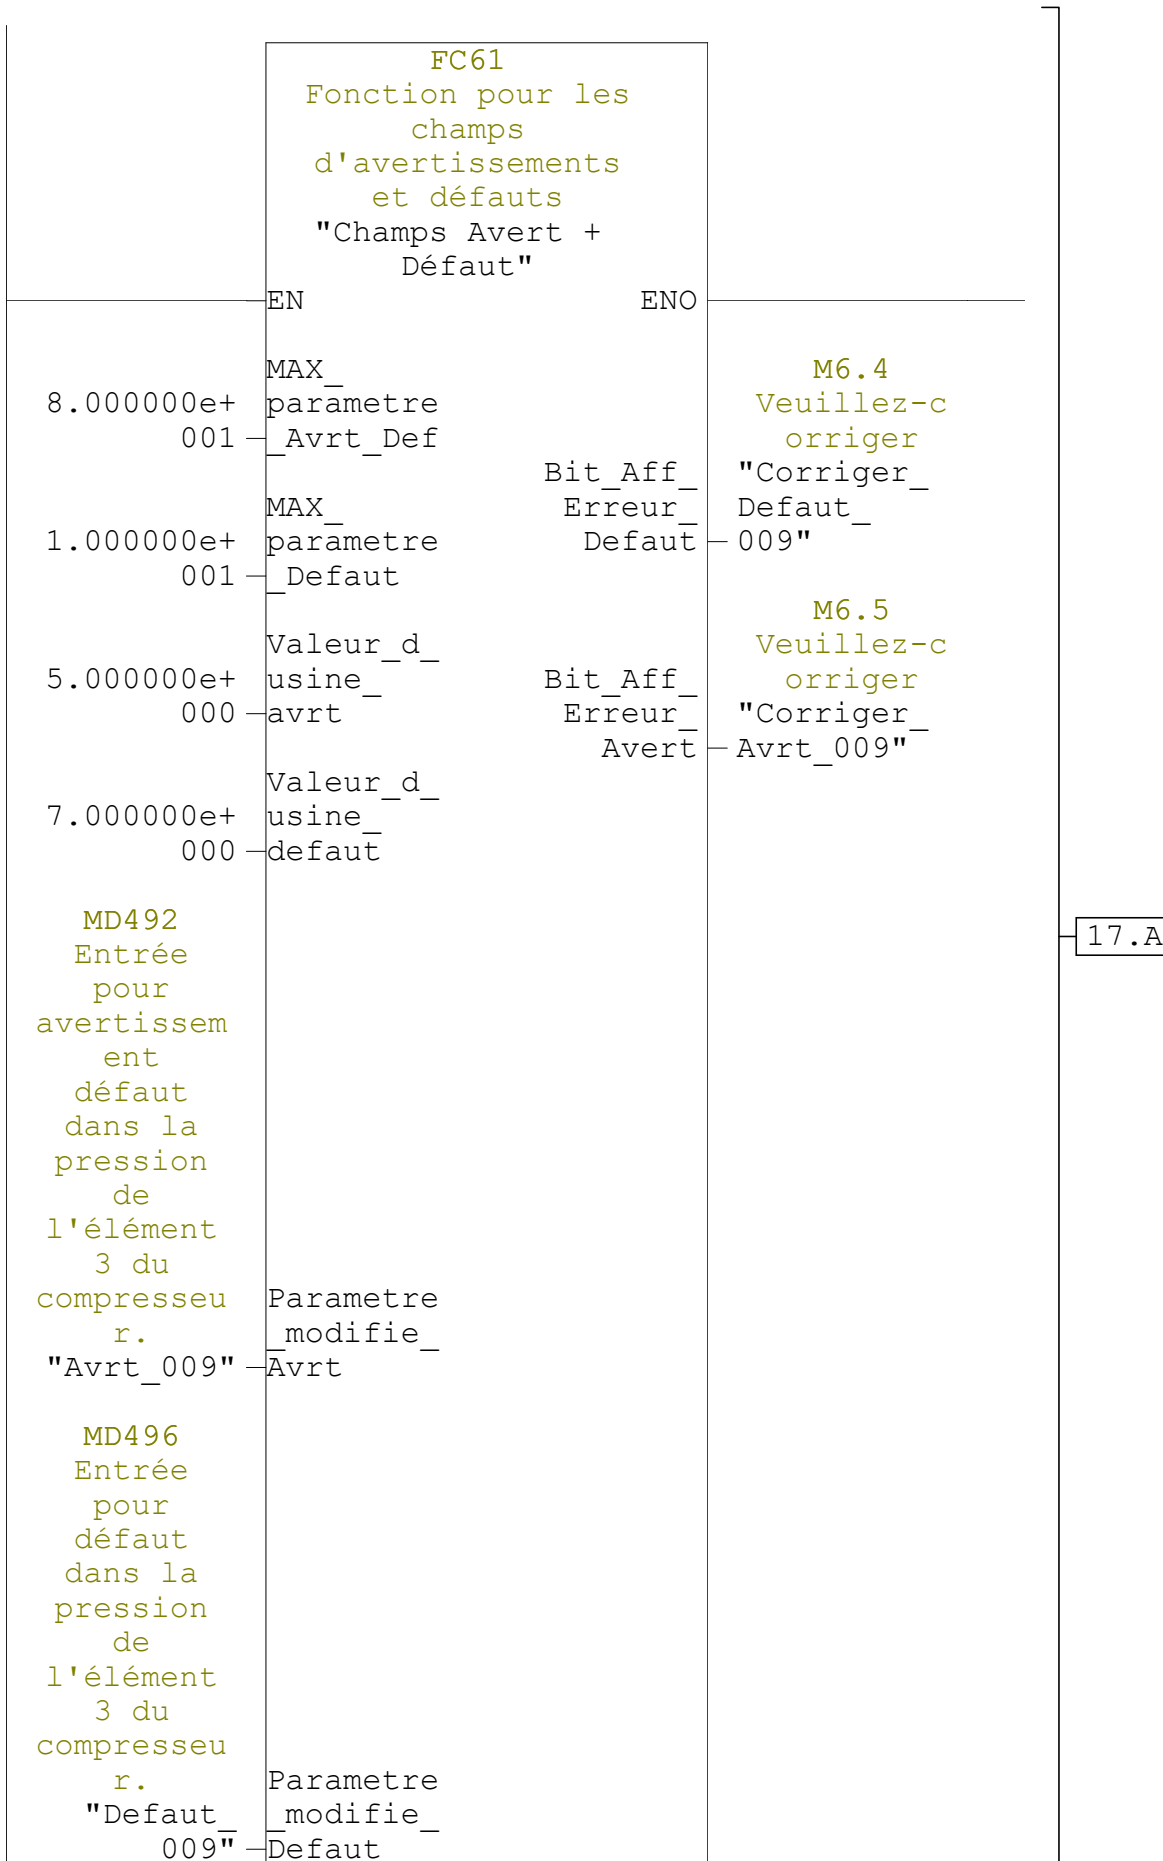 FC61
Fonction pour les
champs
d'avertissements
et défauts
"Champs Avert +
Défaut"
EN
ENO
8.000000e+
001
MAX_
parametre
_Avrt_Def
1.000000e+
001
MAX_
parametre
_Defaut
5.000000e+
000
Valeur_d_
usine_
avrt
7.000000e+
000
Valeur_d_
usine_
defaut
MD492
Entrée
pour
avertissem
ent
défaut
dans la
pression
de
l'élément
3 du
compresseu
r.
"Avrt_009"
Parametre
_modifie_
Avrt
MD496
Entrée
pour
défaut
dans la
pression
de
l'élément
3 du
compresseu
r.
"Defaut_
009"
Parametre
_modifie_
Defaut
Bit_Aff_
Erreur_
Defaut
M6.4
Veuillez-c
orriger
"Corriger_
Defaut_
009"
Bit_Aff_
Erreur_
Avert
M6.5
Veuillez-c
orriger
"Corriger_
Avrt_009"
17.A